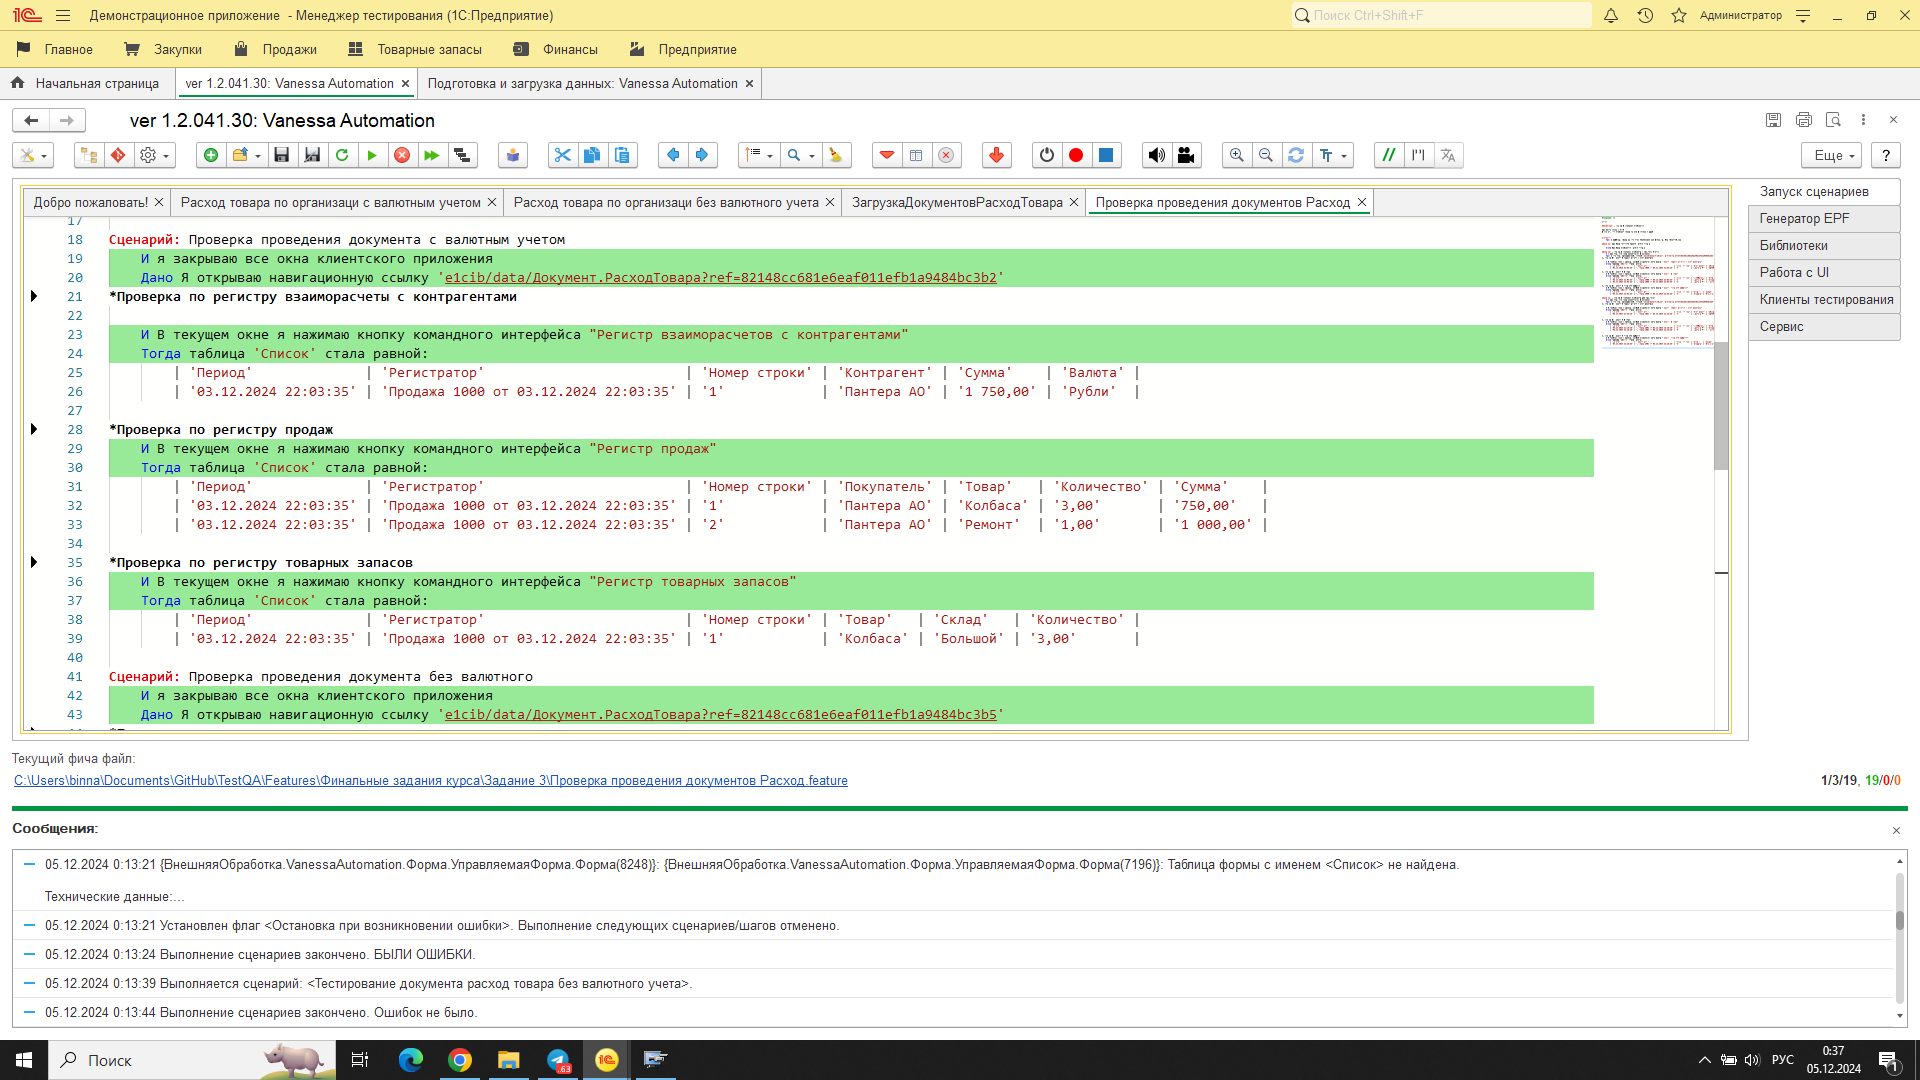 Демонстрационное приложение - Менеджер тестирования (1С:Предприятие)
Поиск Ctrl+Shift+F
Администратор
Главное
Закупки
Продажи
Товарные запасы
Финансы
Предприятие
Начальная страница
ver 1.2.041.30: Vanessa Automation ×
Подготовка и загрузка данных: Vanessa Automation ×
ver 1.2.041.30: Vanessa Automation
Еще
?
Добро пожаловать! ×
Расход товара по организаци с валютным учетом ×
Расход товара по организаци без валютного учета ×
ЗагрузкаДокументовРасходТовара ×
Проверка проведения документов Расход ×
17
18 Сценарий: Проверка проведения документа с валютным учетом
19 И я закрываю все окна клиентского приложения
20 Дано Я открываю навигационную ссылку 'e1cib/data/Документ.РасходТовара?ref=82148cc681e6eaf011efb1a9484bc3b2'
21 *Проверка по регистру взаиморасчеты с контрагентами
22
23 И В текущем окне я нажимаю кнопку командного интерфейса "Регистр взаиморасчетов с контрагентами"
24 Тогда таблица 'Список' стала равной:
25 | 'Период' | 'Регистратор' | 'Номер строки' | 'Контрагент' | 'Сумма' | 'Валюта' |
26 | '03.12.2024 22:03:35' | 'Продажа 1000 от 03.12.2024 22:03:35' | '1' | 'Пантера АО' | '1 750,00' | 'Рубли' |
27
28 *Проверка по регистру продаж
29 И В текущем окне я нажимаю кнопку командного интерфейса "Регистр продаж"
30 Тогда таблица 'Список' стала равной:
31 | 'Период' | 'Регистратор' | 'Номер строки' | 'Покупатель' | 'Товар' | 'Количество' | 'Сумма' |
32 | '03.12.2024 22:03:35' | 'Продажа 1000 от 03.12.2024 22:03:35' | '1' | 'Пантера АО' | 'Колбаса' | '3,00' | '750,00' |
33 | '03.12.2024 22:03:35' | 'Продажа 1000 от 03.12.2024 22:03:35' | '2' | 'Пантера АО' | 'Ремонт' | '1,00' | '1 000,00' |
34
35 *Проверка по регистру товарных запасов
36 И В текущем окне я нажимаю кнопку командного интерфейса "Регистр товарных запасов"
37 Тогда таблица 'Список' стала равной:
38 | 'Период' | 'Регистратор' | 'Номер строки' | 'Товар' | 'Склад' | 'Количество' |
39 | '03.12.2024 22:03:35' | 'Продажа 1000 от 03.12.2024 22:03:35' | '1' | 'Колбаса' | 'Большой' | '3,00' |
40
41 Сценарий: Проверка проведения документа без валютного
42 И я закрываю все окна клиентского приложения
43 Дано Я открываю навигационную ссылку 'e1cib/data/Документ.РасходТовара?ref=82148cc681e6eaf011efb1a9484bc3b5'
Запуск сценариев
Генератор EPF
Библиотеки
Работа с UI
Клиенты тестирования
Сервис
Текущий фича файл:
C:\Users\binna\Documents\GitHub\TestQA\Features\Финальные задания курса\Задание 3\Проверка проведения документов Расход.feature
1/3/19, 19/0/0
Сообщения:
05.12.2024 0:13:21 {ВнешняяОбработка.VanessaAutomation.Форма.УправляемаяФорма.Форма(8248)}: {ВнешняяОбработка.VanessaAutomation.Форма.УправляемаяФорма.Форма(7196)}: Таблица формы с именем <Список> не найдена.
Технические данные:...
05.12.2024 0:13:21 Установлен флаг <Остановка при возникновении ошибки>. Выполнение следующих сценариев/шагов отменено.
05.12.2024 0:13:24 Выполнение сценариев закончено. БЫЛИ ОШИБКИ.
05.12.2024 0:13:39 Выполняется сценарий: <Тестирование документа расход товара без валютного учета>.
05.12.2024 0:13:44 Выполнение сценариев закончено. Ошибок не было.
Поиск
63
РУС
0:37
05.12.2024
1